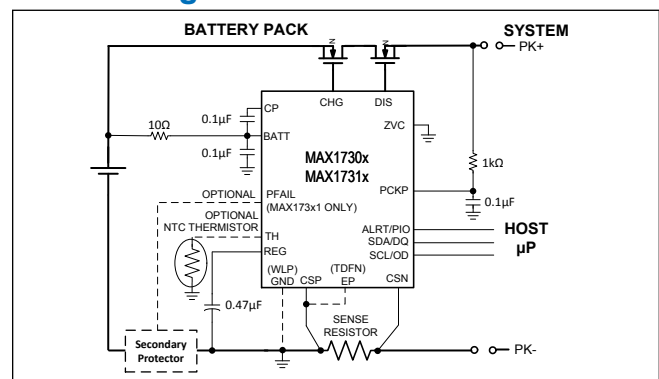 BATTERY PACK
SYSTEM
N
N
PK+
CHG
DIS
0.1µF
CP
ZVC
10Ω
BATT
0.1µF
MAX1730x
MAX1731x
1kΩ
OPTIONAL
PFAIL
(MAX173x1 ONLY)
PCKP
0.1µF
OPTIONAL
NTC THERMISTOR
TH
REG
ALRT/PIO
SDA/DQ
SCL/OD
HOST
µP
(WLP)
GND
CSP
(TDFN)
EP
CSN
0.47µF
SENSE
RESISTOR
Secondary
Protector
PK-